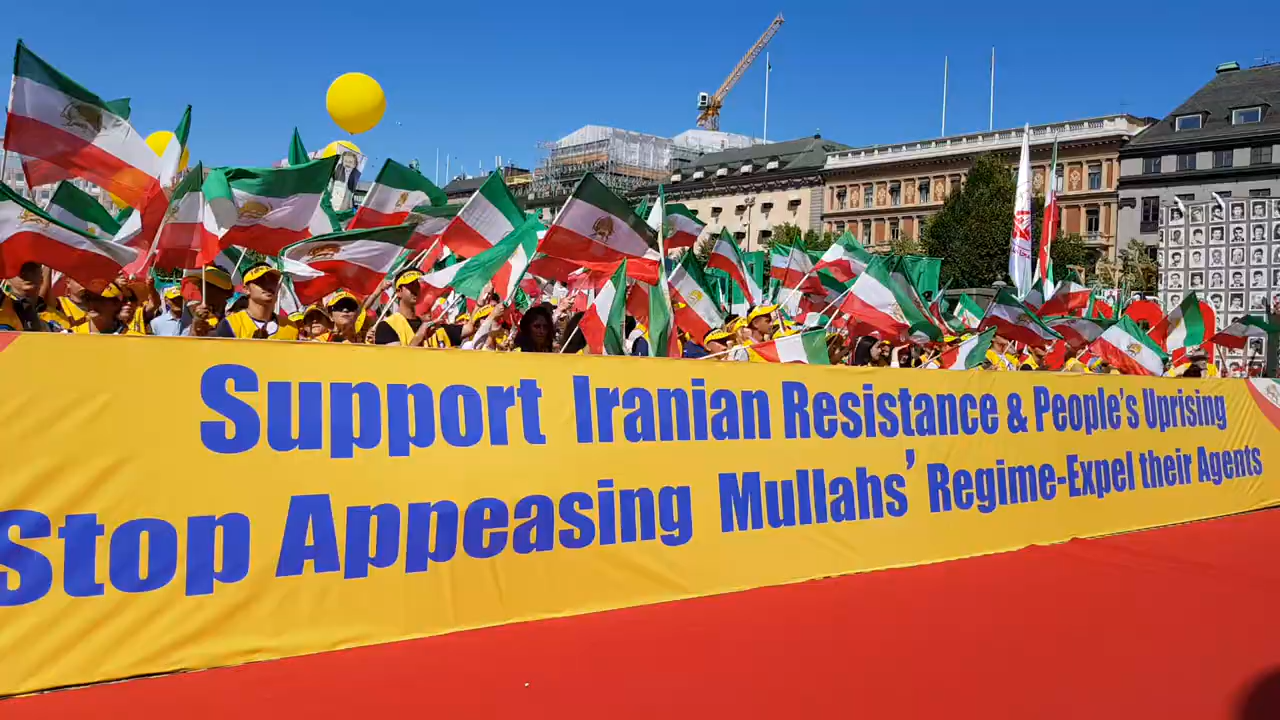 Support Iranian Resistance & People's Uprising
Stop Appeasing Mullahs' Regime-Expel their Agents